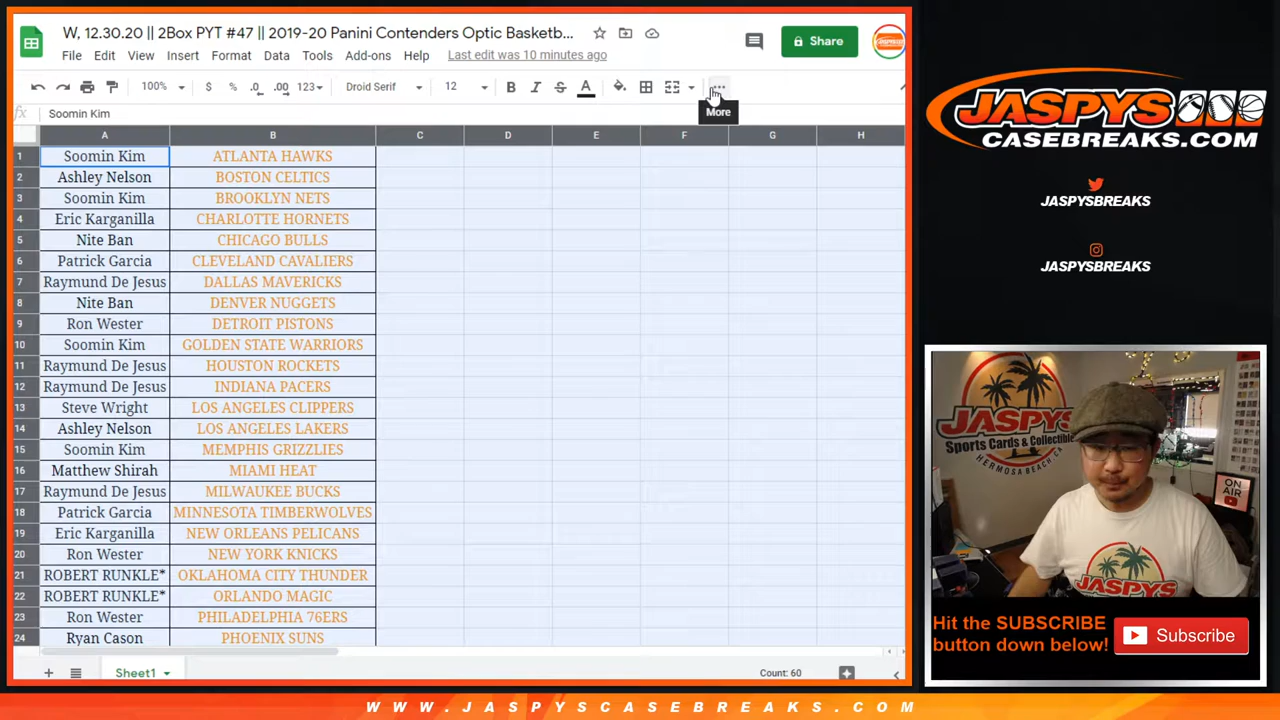 W, 12.30.20 || 2Box PYT #47 || 2019-20 Panini Contenders Optic Basketb...
File Edit View Insert Format Data Tools Add-ons Help Last edit was 10 minutes ago
Share
100% $ % .0 .00 123 Droid Serif 12 B I S A
More
fx Soomin Kim
A B C D E F G H
1 Soomin Kim ATLANTA HAWKS
2 Ashley Nelson BOSTON CELTICS
3 Soomin Kim BROOKLYN NETS
4 Eric Karganilla CHARLOTTE HORNETS
5 Nite Ban CHICAGO BULLS
6 Patrick Garcia CLEVELAND CAVALIERS
7 Raymund De Jesus DALLAS MAVERICKS
8 Nite Ban DENVER NUGGETS
9 Ron Wester DETROIT PISTONS
10 Soomin Kim GOLDEN STATE WARRIORS
11 Raymund De Jesus HOUSTON ROCKETS
12 Raymund De Jesus INDIANA PACERS
13 Steve Wright LOS ANGELES CLIPPERS
14 Ashley Nelson LOS ANGELES LAKERS
15 Soomin Kim MEMPHIS GRIZZLIES
16 Matthew Shirah MIAMI HEAT
17 Raymund De Jesus MILWAUKEE BUCKS
18 Patrick Garcia MINNESOTA TIMBERWOLVES
19 Eric Karganilla NEW ORLEANS PELICANS
20 Ron Wester NEW YORK KNICKS
21 ROBERT RUNKLE* OKLAHOMA CITY THUNDER
22 ROBERT RUNKLE* ORLANDO MAGIC
23 Ron Wester PHILADELPHIA 76ERS
24 Ryan Cason PHOENIX SUNS
Sheet1
Count: 60
JASPYS
CASEBREAKS.COM
JASPYSBREAKS
JASPYSBREAKS
JASPYS
Sports Cards & Collectible
HERMOSA BEACH, CA
ON AIR
JASPYS
Hit the SUBSCRIBE
button down below!
Subscribe
WWW.JASPYSCASEBREAKS.COM